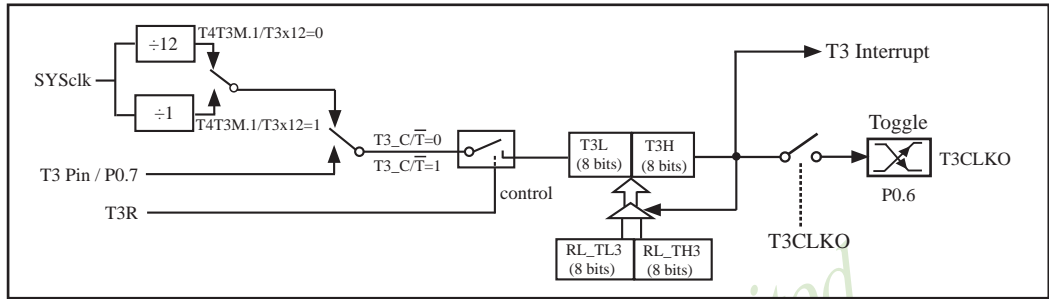 T4T3M.1/T3x12=0
÷12
SYSclk
÷1
T4T3M.1/T3x12=1
T3 Pin / P0.7
T3_C/T̅=0
T3_C/T̅=1
T3R
control
T3L
(8 bits)
T3H
(8 bits)
RL_TL3
(8 bits)
RL_TH3
(8 bits)
T3 Interrupt
Toggle
T3CLKO
P0.6
T3CLKO